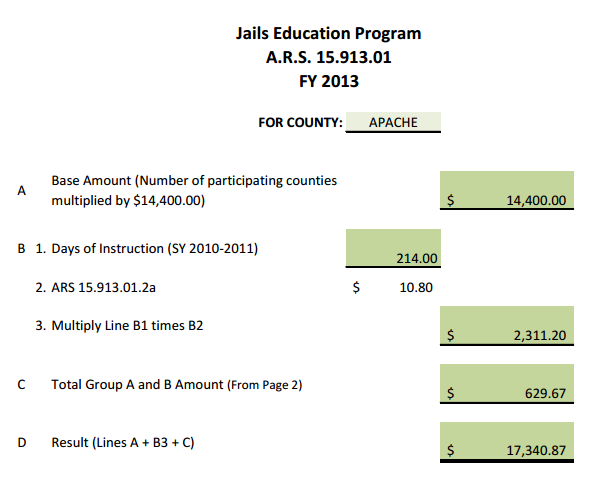 Jails Education Program
A.R.S. 15.913.01
FY 2013
FOR COUNTY: APACHE
A Base Amount (Number of participating counties
multiplied by $14,400.00) $ 14,400.00
B 1. Days of Instruction (SY 2010-2011) 214.00
2. ARS 15.913.01.2a $ 10.80
3. Multiply Line B1 times B2 $ 2,311.20
C Total Group A and B Amount (From Page 2) $ 629.67
D Result (Lines A + B3 + C) $ 17,340.87